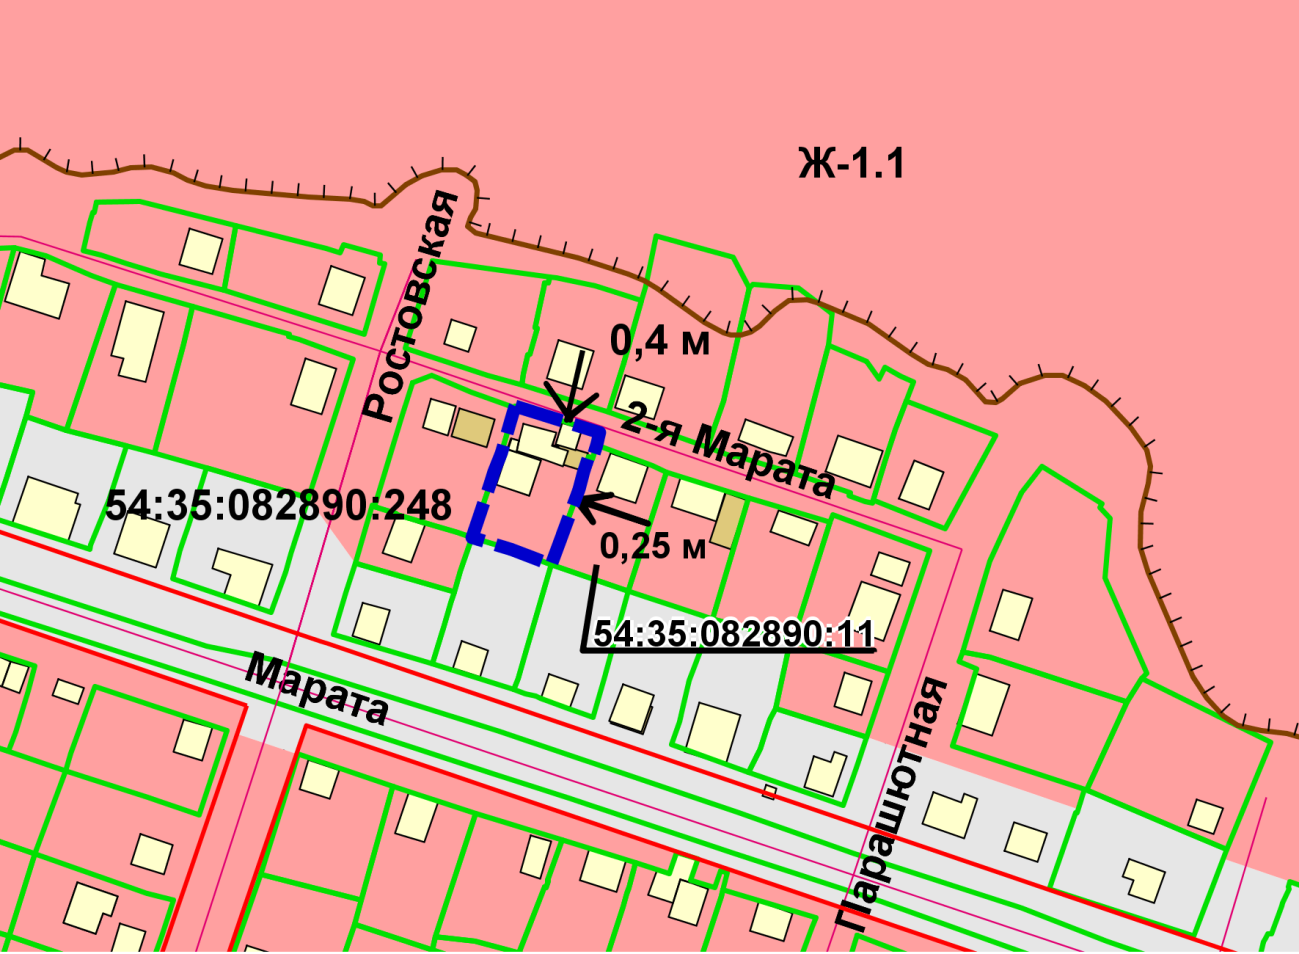 Ж-1.1
Ростовская
0,4 м
2-я Марата
54:35:082890:248
0,25 м
54:35:082890:11
Марата
Парашютная